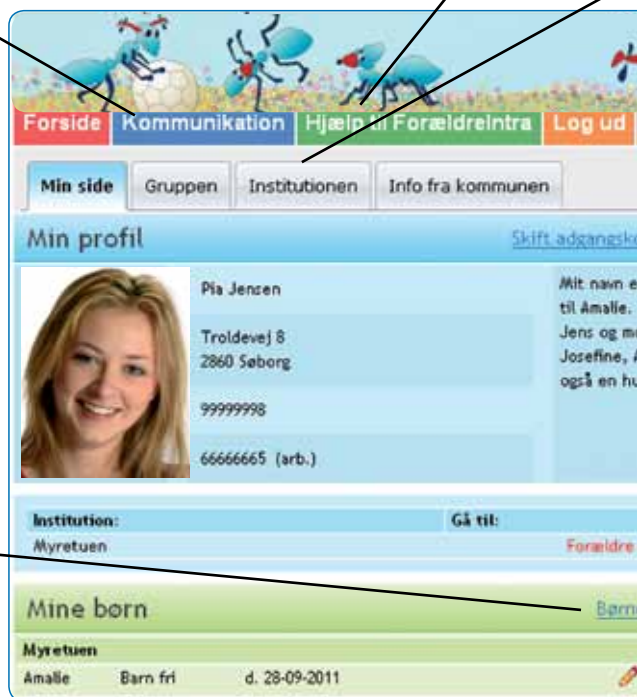 Forside Kommunikation Hjælp til ForældreIntra Log ud
Min side Gruppen Institutionen Info fra kommunen
Min profil
Pia Jensen
Troldevej 8
2860 Søborg
99999998
66666665 (arb.)
Mit navn
til Amalie.
Jens og
Josefine,
også en
Institution: Gå til:
Myretuen Forældre
Mine børn
Myretuen
Amalie Barn fri d. 28-09-2011